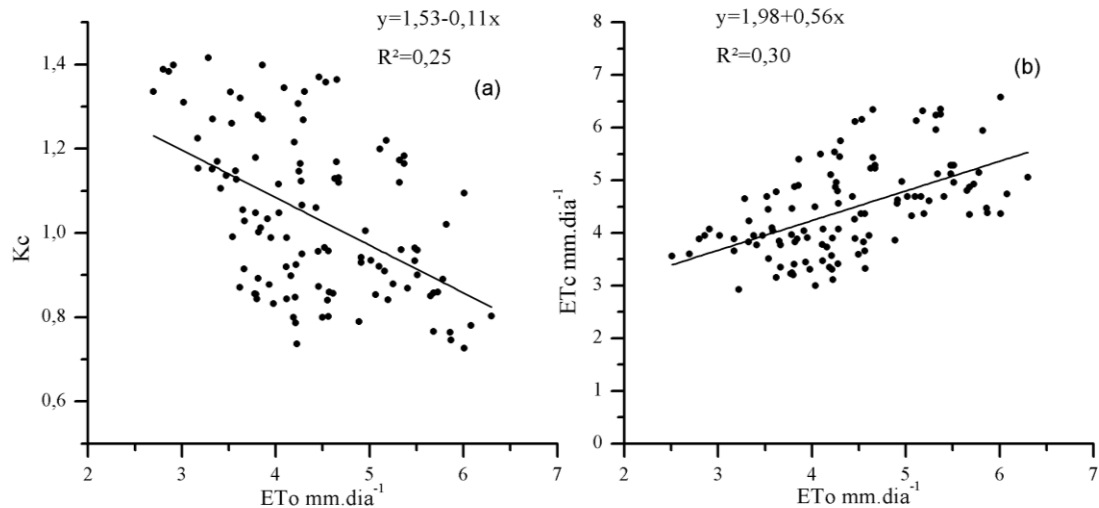 y=1,53-0,11x
R²=0,25
(a)
Kc
1,4
1,2
1,0
0,8
0,6
2 3 4 5 6 7
ETo mm.dia⁻¹
y=1,98+0,56x
R²=0,30
(b)
ETc mm.dia⁻¹
8
7
6
5
4
3
2
1
0
2 3 4 5 6 7
ETo mm.dia⁻¹